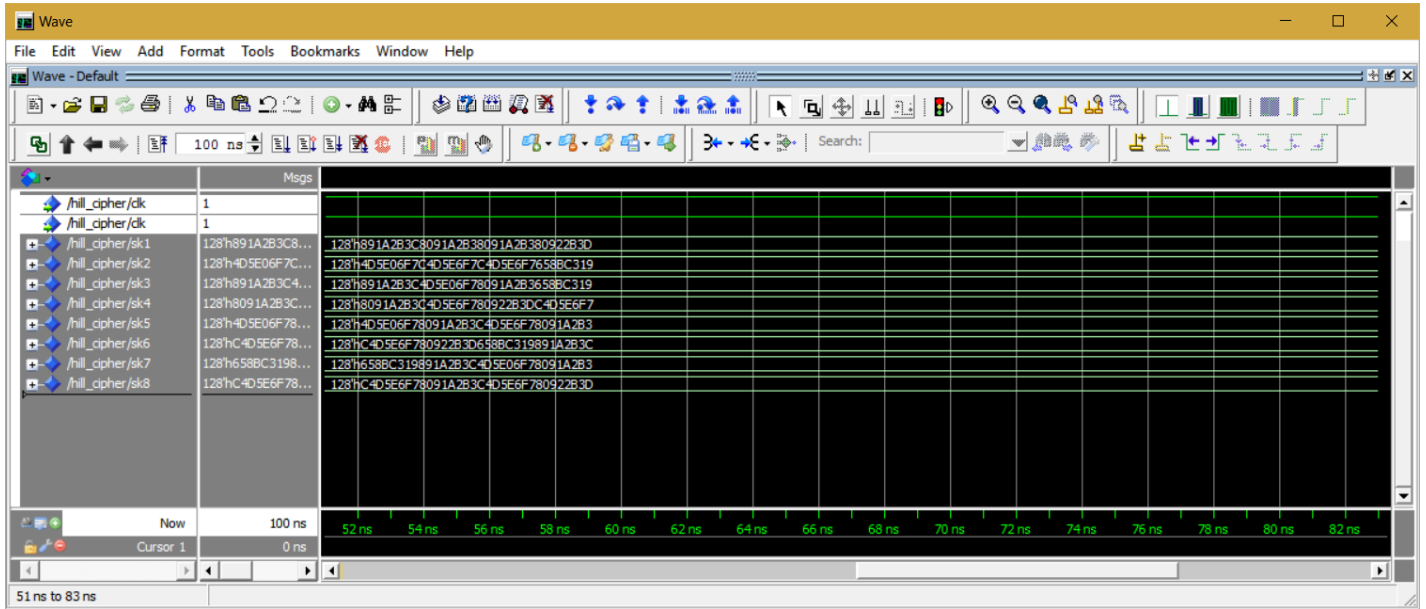 Wave
File Edit View Add Format Tools Bookmarks Window Help
Wave - Default
100 ns
Search:
Msgs
/hill_cipher/clk 1
/hill_cipher/clk 1
/hill_cipher/sk1 128'h891A2B3C8... 128'h891A2B3C8091A2B38091A2B380922B3D
/hill_cipher/sk2 128'h4D5E06F7C... 128'h4D5E06F7C4D5E6F7C4D5E6F7658BC319
/hill_cipher/sk3 128'h891A2B3C4... 128'h891A2B3C4D5E06F78091A2B3658BC319
/hill_cipher/sk4 128'h8091A2B3C... 128'h8091A2B3C4D5E6F780922B3DC4D5E6F7
/hill_cipher/sk5 128'h4D5E06F78... 128'h4D5E06F78091A2B3C4D5E6F78091A2B3
/hill_cipher/sk6 128'hC4D5E6F78... 128'hC4D5E6F780922B3D658BC319891A2B3C
/hill_cipher/sk7 128'h658BC3198... 128'h658BC319891A2B3C4D5E06F78091A2B3
/hill_cipher/sk8 128'hC4D5E6F78... 128'hC4D5E6F78091A2B3C4D5E6F780922B3D
Now 100 ns
52 ns 54 ns 56 ns 58 ns 60 ns 62 ns 64 ns 66 ns 68 ns 70 ns 72 ns 74 ns 76 ns 78 ns 80 ns 82 ns
Cursor 1 0 ns
51 ns to 83 ns